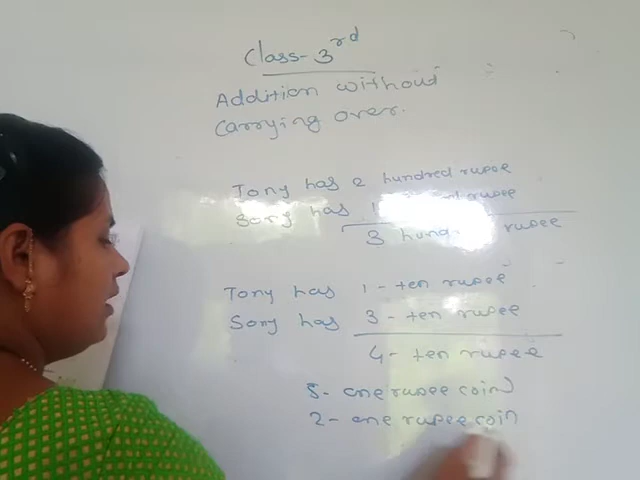 Class-3rd
Addition without
Carrying over.
Tony has 2 hundred rupee
Sony has 1 rupee
3 rupee
Tony has 1 - ten rupee
Sony has 3 - ten rupee
4 - ten rupee
5 - one rupee coin
2 - one rupee coin